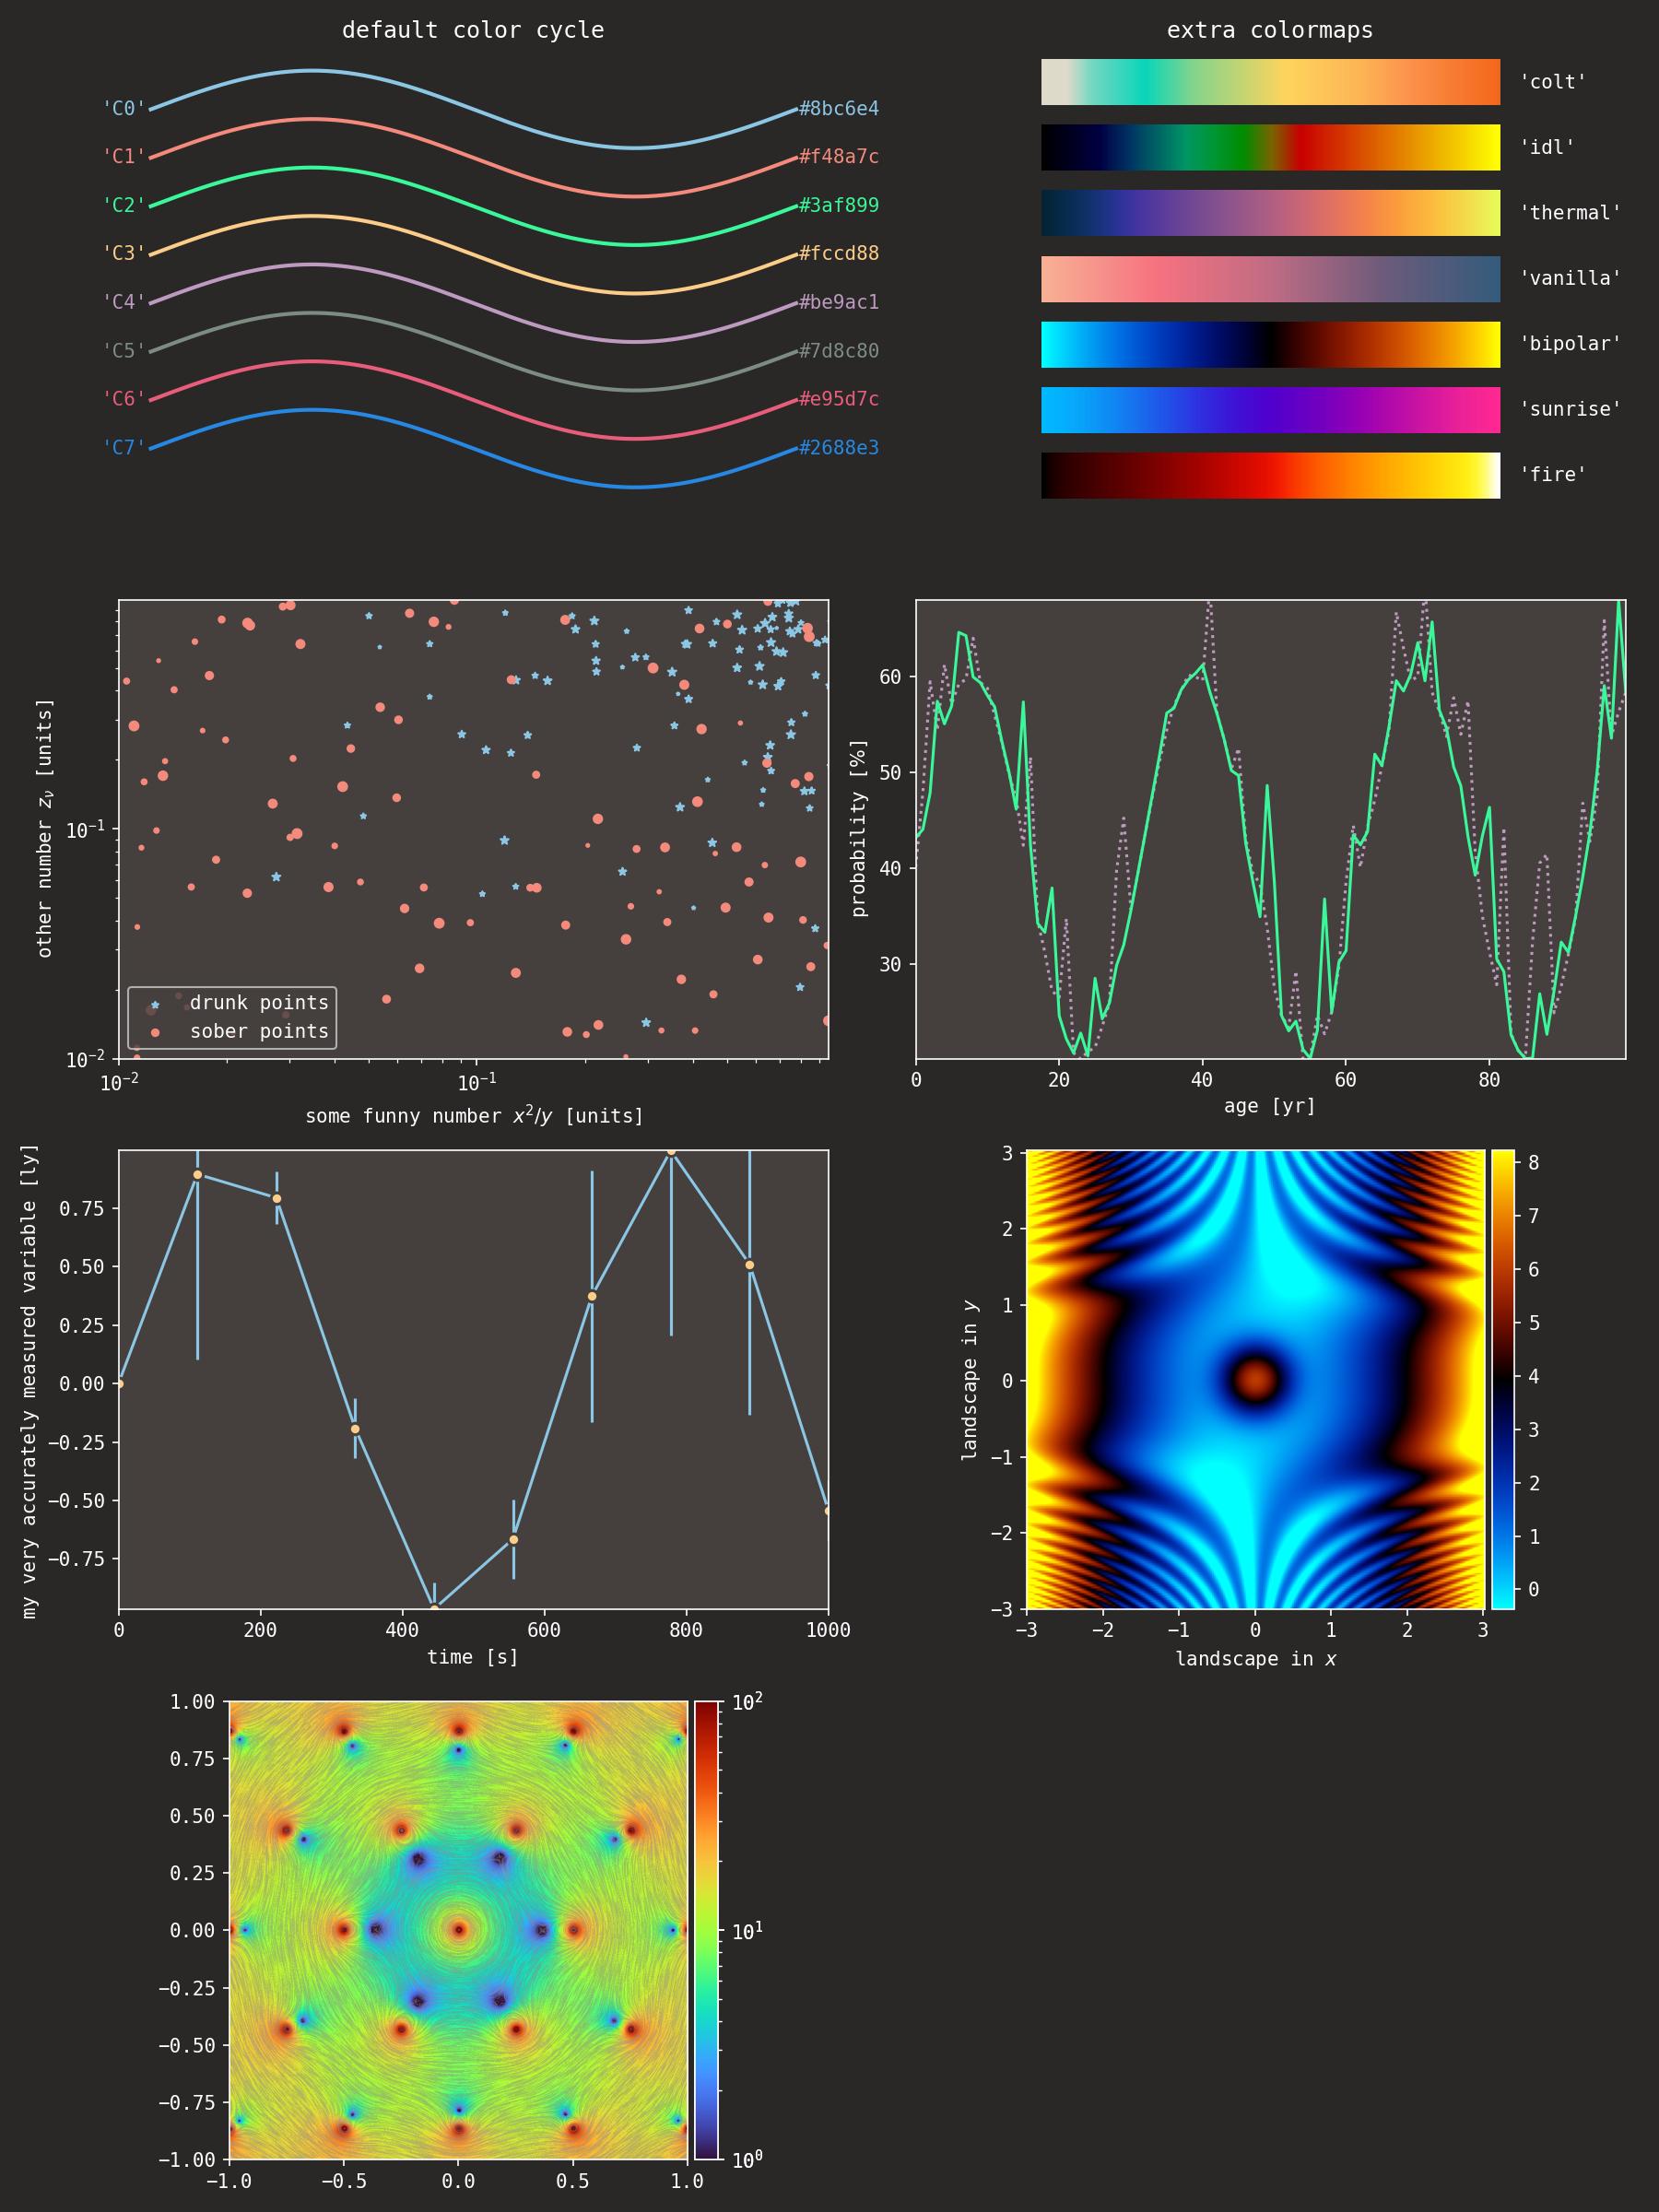 default color cycle
'C0' #8bc6e4
'C1' #f48a7c
'C2' #3af899
'C3' #fccd88
'C4' #be9ac1
'C5' #7d8c80
'C6' #e95d7c
'C7' #2688e3
extra colormaps
'colt'
'idl'
'thermal'
'vanilla'
'bipolar'
'sunrise'
'fire'
other number zᵥ [units]
10⁻¹
10⁻²
drunk points
sober points
10⁻² 10⁻¹
some funny number x²/y [units]
probability [%]
60
50
40
30
0 20 40 60 80
age [yr]
my very accurately measured variable [ly]
0.75
0.50
0.25
0.00
−0.25
−0.50
−0.75
0 200 400 600 800 1000
time [s]
landscape in y
3
2
1
0
−1
−2
−3
−3 −2 −1 0 1 2 3
landscape in x
8
7
6
5
4
3
2
1
0
1.00
0.75
0.50
0.25
0.00
−0.25
−0.50
−0.75
−1.00
−1.0 −0.5 0.0 0.5 1.0
10²
10¹
10⁰